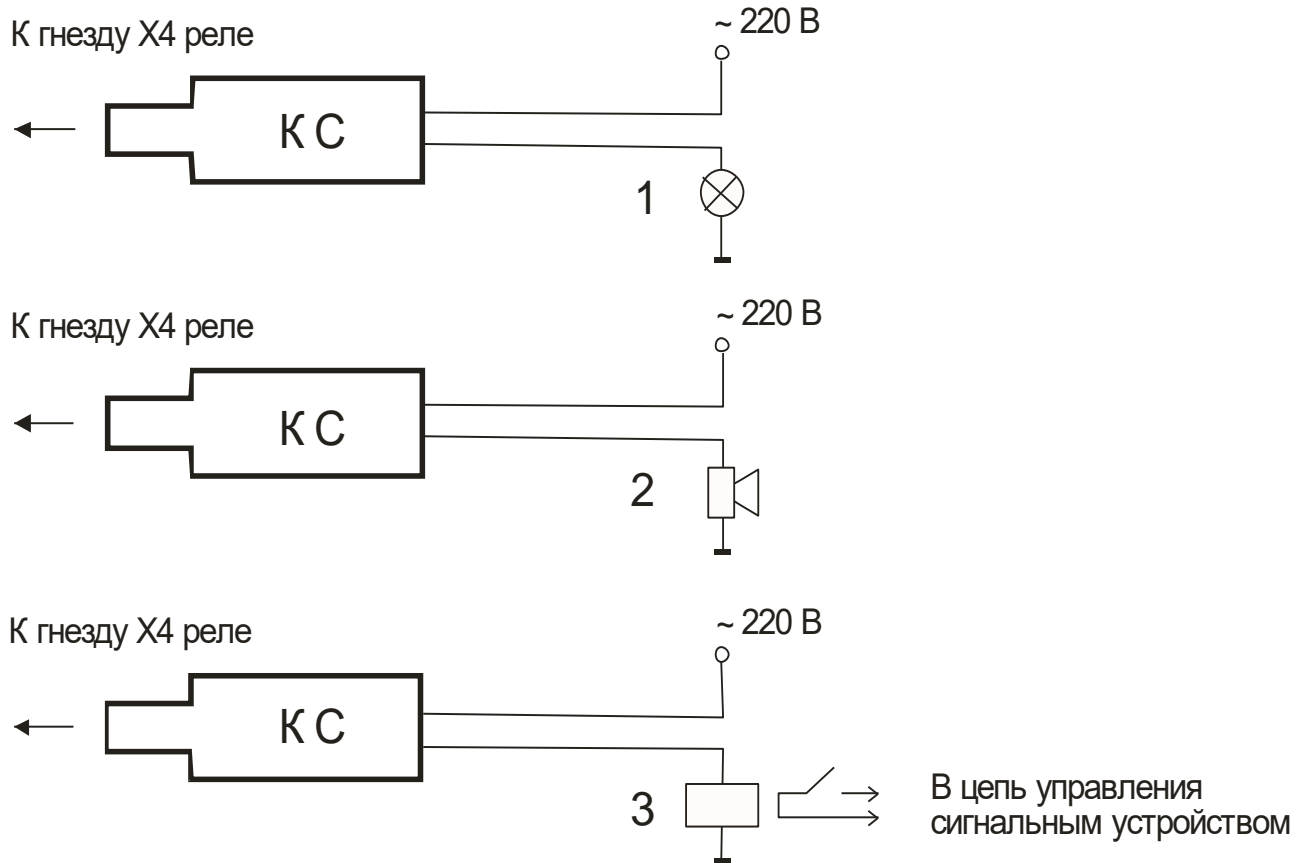 ~ 220 В
К гнезду Х4 реле
К С
1
~ 220 В
К гнезду Х4 реле
К С
2
~ 220 В
К гнезду Х4 реле
К С
3
В цепь управления
сигнальным устройством